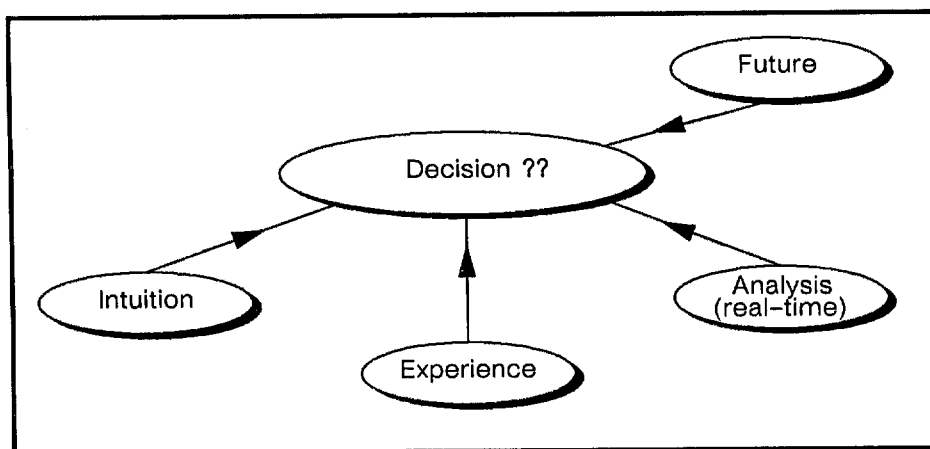 Future
Decision ??
Intuition
Analysis
(real-time)
Experience